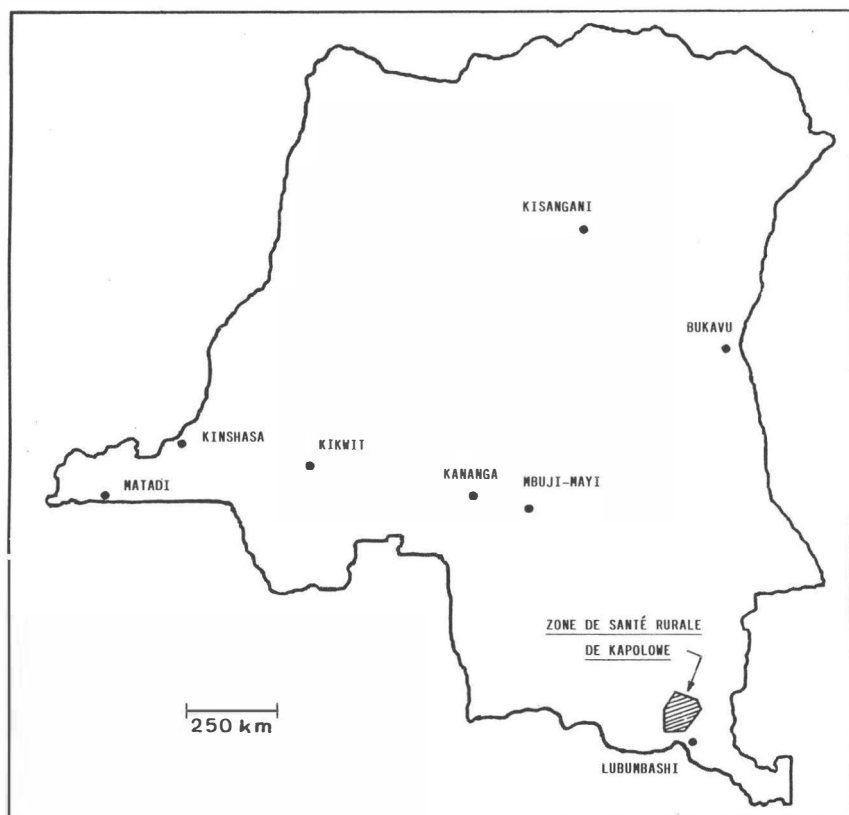 KISANGANI
BUKAVU
KINSHASA
KIKWIT
MATADI
KANANGA
MBUJI-MAYI
ZONE DE SANTÉ RURALE
DE KAPOLOWE
250 km
LUBUMBASHI